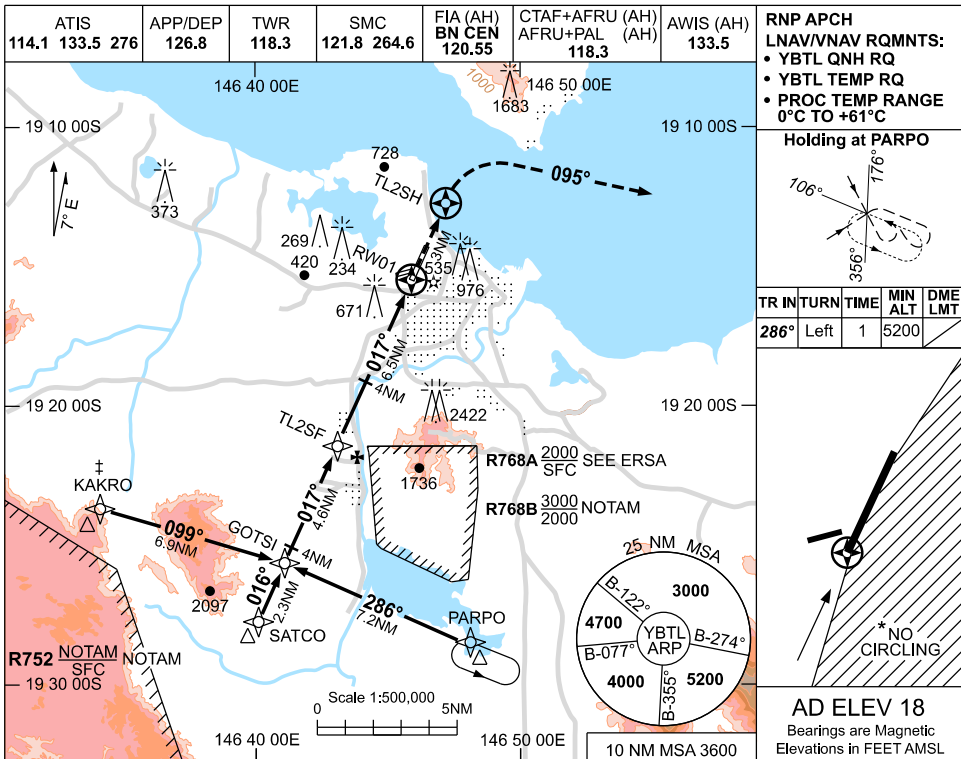 ATIS
114.1 133.5 276
APP/DEP
126.8
TWR
118.3
SMC
121.8 264.6
FIA (AH)
BN CEN
120.55
CTAF+AFRU (AH)
AFRU+PAL (AH)
118.3
AWIS (AH)
133.5
RNP APCH
LNAV/VNAV RQMNTS:
• YBTL QNH RQ
• YBTL TEMP RQ
• PROC TEMP RANGE
0°C TO +61°C
146 40 00E
1000
146 50 00E
1683
19 10 00S
19 10 00S
Holding at PARPO
176°
106°
356°
7° E
373
728
TL2SH
095°
269
234
420
RW01
535
3NM
976
671
TR IN TURN TIME MIN ALT DME LMT
286° Left 1 5200
017°
6.5NM
4NM
19 20 00S
19 20 00S
2422
TL2SF
1736
R768A 2000 SEE ERSA
SFC
R768B 3000 NOTAM
2000
‡
KAKRO
099°
6.9NM
GOTSI
017°
4.6NM
4NM
2097
016°
2.3NM
SATCO
286°
7.2NM
PARPO
25 NM MSA
3000
B-122°
4700
YBTL
ARP
B-274°
B-077°
4000
B-355°
5200
R752 NOTAM NOTAM
SFC
19 30 00S
Scale 1:500,000
0 5NM
146 40 00E
146 50 00E
10 NM MSA 3600
*NO
CIRCLING
AD ELEV 18
Bearings are Magnetic
Elevations in FEET AMSL